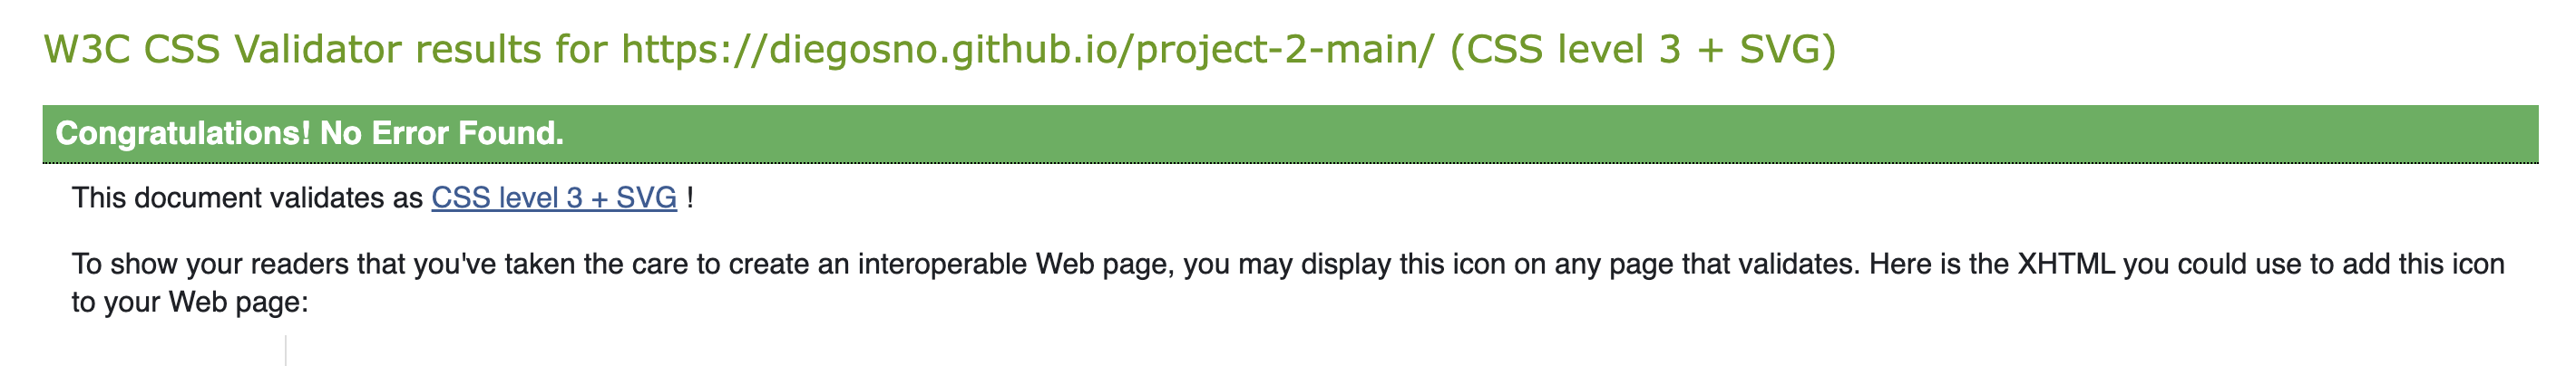 W3C CSS Validator results for https://diegosno.github.io/project-2-main/ (CSS level 3 + SVG)
Congratulations! No Error Found.
This document validates as CSS level 3 + SVG !
To show your readers that you've taken the care to create an interoperable Web page, you may display this icon on any page that validates. Here is the XHTML you could use to add this icon
to your Web page: